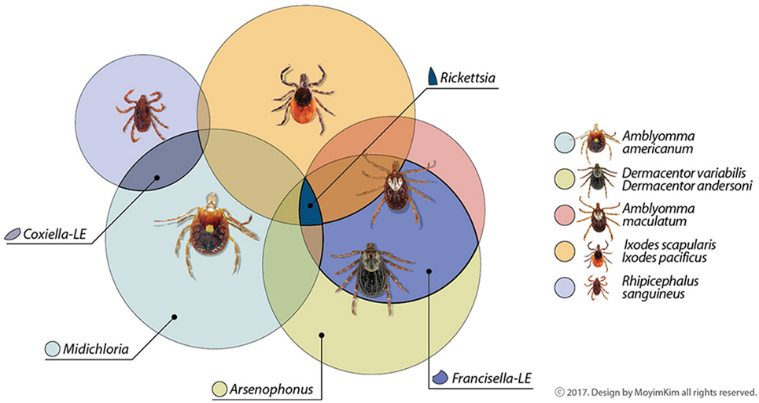 Rickettsia
Coxiella-LE
Midichloria
Arsenophonus
Francisella-LE
Amblyomma
americanum
Dermacentor variabilis
Dermacentor andersoni
Amblyomma
maculatum
Ixodes scapularis
Ixodes pacificus
Rhipicephalus
sanguineus
© 2017. Design by MoyimKim all rights reserved.